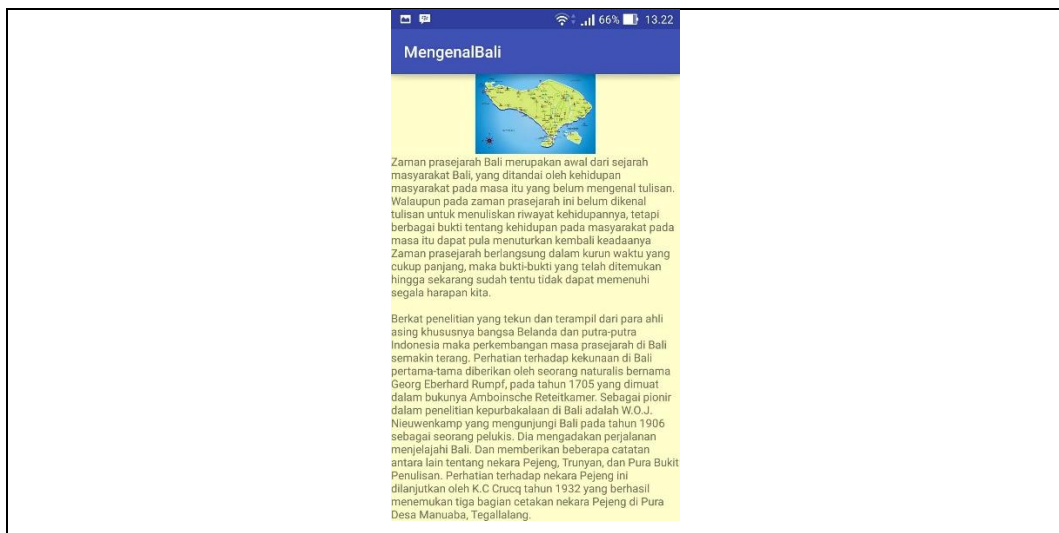 66% 13.22
MengenalBali
Zaman prasejarah Bali merupakan awal dari sejarah
masyarakat Bali, yang ditandai oleh kehidupan
masyarakat pada masa itu yang belum mengenal tulisan.
Walaupun pada zaman prasejarah ini belum dikenal
tulisan untuk menuliskan riwayat kehidupannya, tetapi
berbagai bukti tentang kehidupan pada masyarakat pada
masa itu dapat pula menuturkan kembali keadaanya
Zaman prasejarah berlangsung dalam kurun waktu yang
cukup panjang, maka bukti-bukti yang telah ditemukan
hingga sekarang sudah tentu tidak dapat memenuhi
segala harapan kita.
Berkat penelitian yang tekun dan terampil dari para ahli
asing khususnya bangsa Belanda dan putra-putra
Indonesia maka perkembangan masa prasejarah di Bali
semakin terang. Perhatian terhadap kekunaan di Bali
pertama-tama diberikan oleh seorang naturalis bernama
Georg Eberhard Rumpf, pada tahun 1705 yang dimuat
dalam bukunya Amboinsche Reteitkamer. Sebagai pionir
dalam penelitian kepurbakalaan di Bali adalah W.O.J.
Nieuwenkamp yang mengunjungi Bali pada tahun 1906
sebagai seorang pelukis. Dia mengadakan perjalanan
menjelajahi Bali. Dan memberikan beberapa catatan
antara lain tentang nekara Pejeng, Trunyan, dan Pura Bukit
Penulisan. Perhatian terhadap nekara Pejeng ini
dilanjutkan oleh K.C Crucq tahun 1932 yang berhasil
menemukan tiga bagian cetakan nekara Pejeng di Pura
Desa Manuaba, Tegallalang.